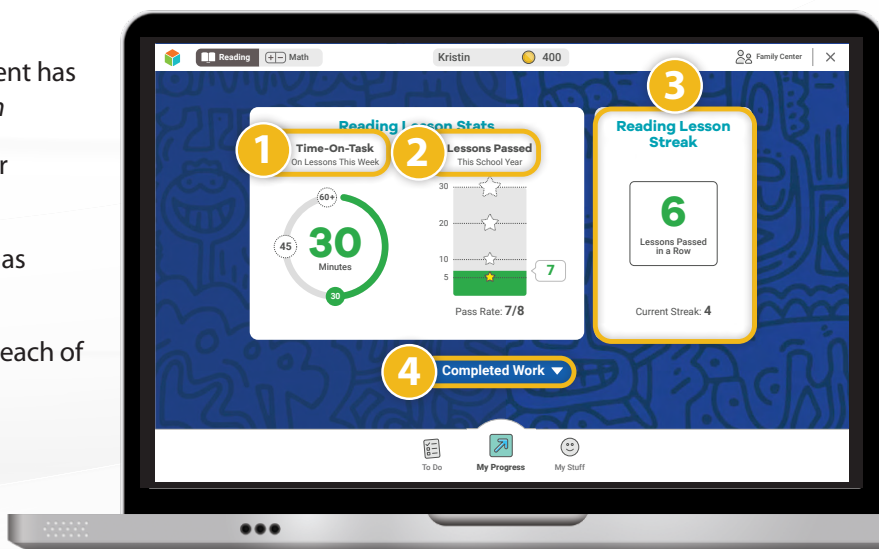 ent has
n
r
as
each of
Reading
Math
Kristin
400
Family Center
Reading Lesson Stats
1
Time-On-Task
On Lessons This Week
60+
45
30
Minutes
30
2
Lessons Passed
This School Year
30
20
10
5
7
Pass Rate: 7/8
3
Reading Lesson
Streak
6
Lessons Passed
in a Row
Current Streak: 4
4
Completed Work
To Do
My Progress
My Stuff